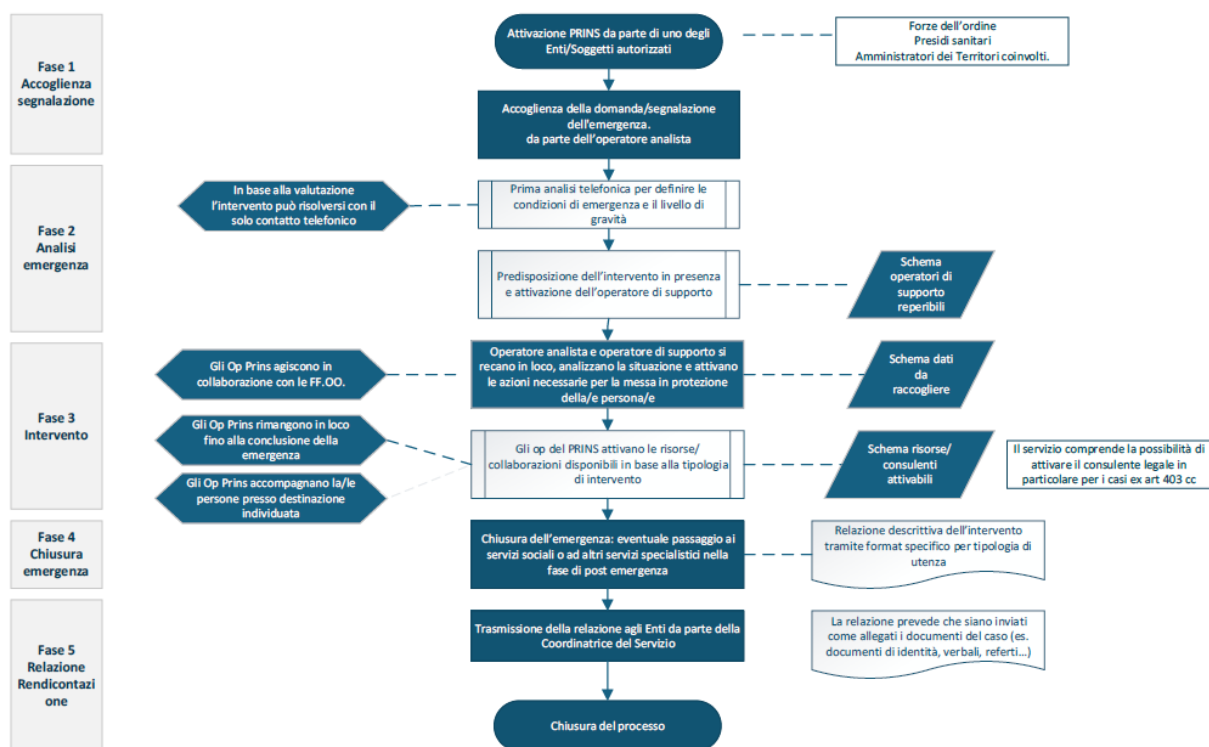 Fase 1
Accoglienza
segnalazione
Attivazione PRINS da parte di uno degli
Enti/Soggetti autorizzati
Forze dell'ordine
Presidi sanitari
Amministratori dei Territori coinvolti.
Accoglienza della domanda/segnalazione
dell'emergenza.
da parte dell'operatore analista
Fase 2
Analisi
emergenza
In base alla valutazione
l'intervento può risolversi con il
solo contatto telefonico
Prima analisi telefonica per definire le
condizioni di emergenza e il livello di
gravità
Predisposizione dell'intervento in presenza
e attivazione dell'operatore di supporto
Schema
operatori di
supporto
reperibili
Fase 3
Intervento
Gli Op Prins agiscono in
collaborazione con le FF.OO.
Operatore analista e operatore di supporto si
recano in loco, analizzano la situazione e attivano
le azioni necessarie per la messa in protezione
della/e persona/e
Schema dati
da
raccogliere
Gli Op Prins rimangono in loco
fino alla conclusione della
emergenza
Gli Op Prins accompagnano la/le
persone presso destinazione
individuata
Gli op del PRINS attivano le risorse/
collaborazioni disponibili in base alla tipologia
di intervento
Schema risorse/
consulenti
attivabili
Il servizio comprende la possibilità di
attivare il consulente legale in
particolare per i casi ex art 403 cc
Fase 4
Chiusura
emergenza
Chiusura dell'emergenza: eventuale passaggio ai
servizi sociali o ad altri servizi specialistici nella
fase di post emergenza
Relazione descrittiva dell'intervento
tramite format specifico per tipologia di
utenza
Fase 5
Relazione
Rendicontazi
one
Trasmissione della relazione agli Enti da parte della
Coordinatrice del Servizio
La relazione prevede che siano inviati
come allegati i documenti del caso (es.
documenti di identità, verbali, referti…)
Chiusura del processo